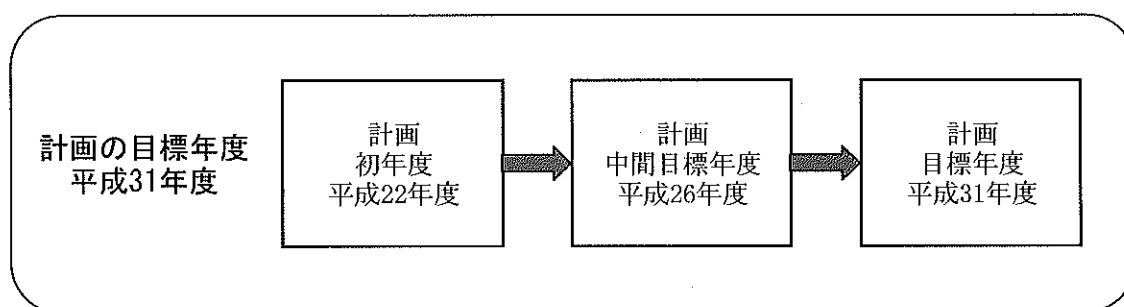 計画の目標年度
平成31年度
計画
初年度
平成22年度
計画
中間目標年度
平成26年度
計画
目標年度
平成31年度